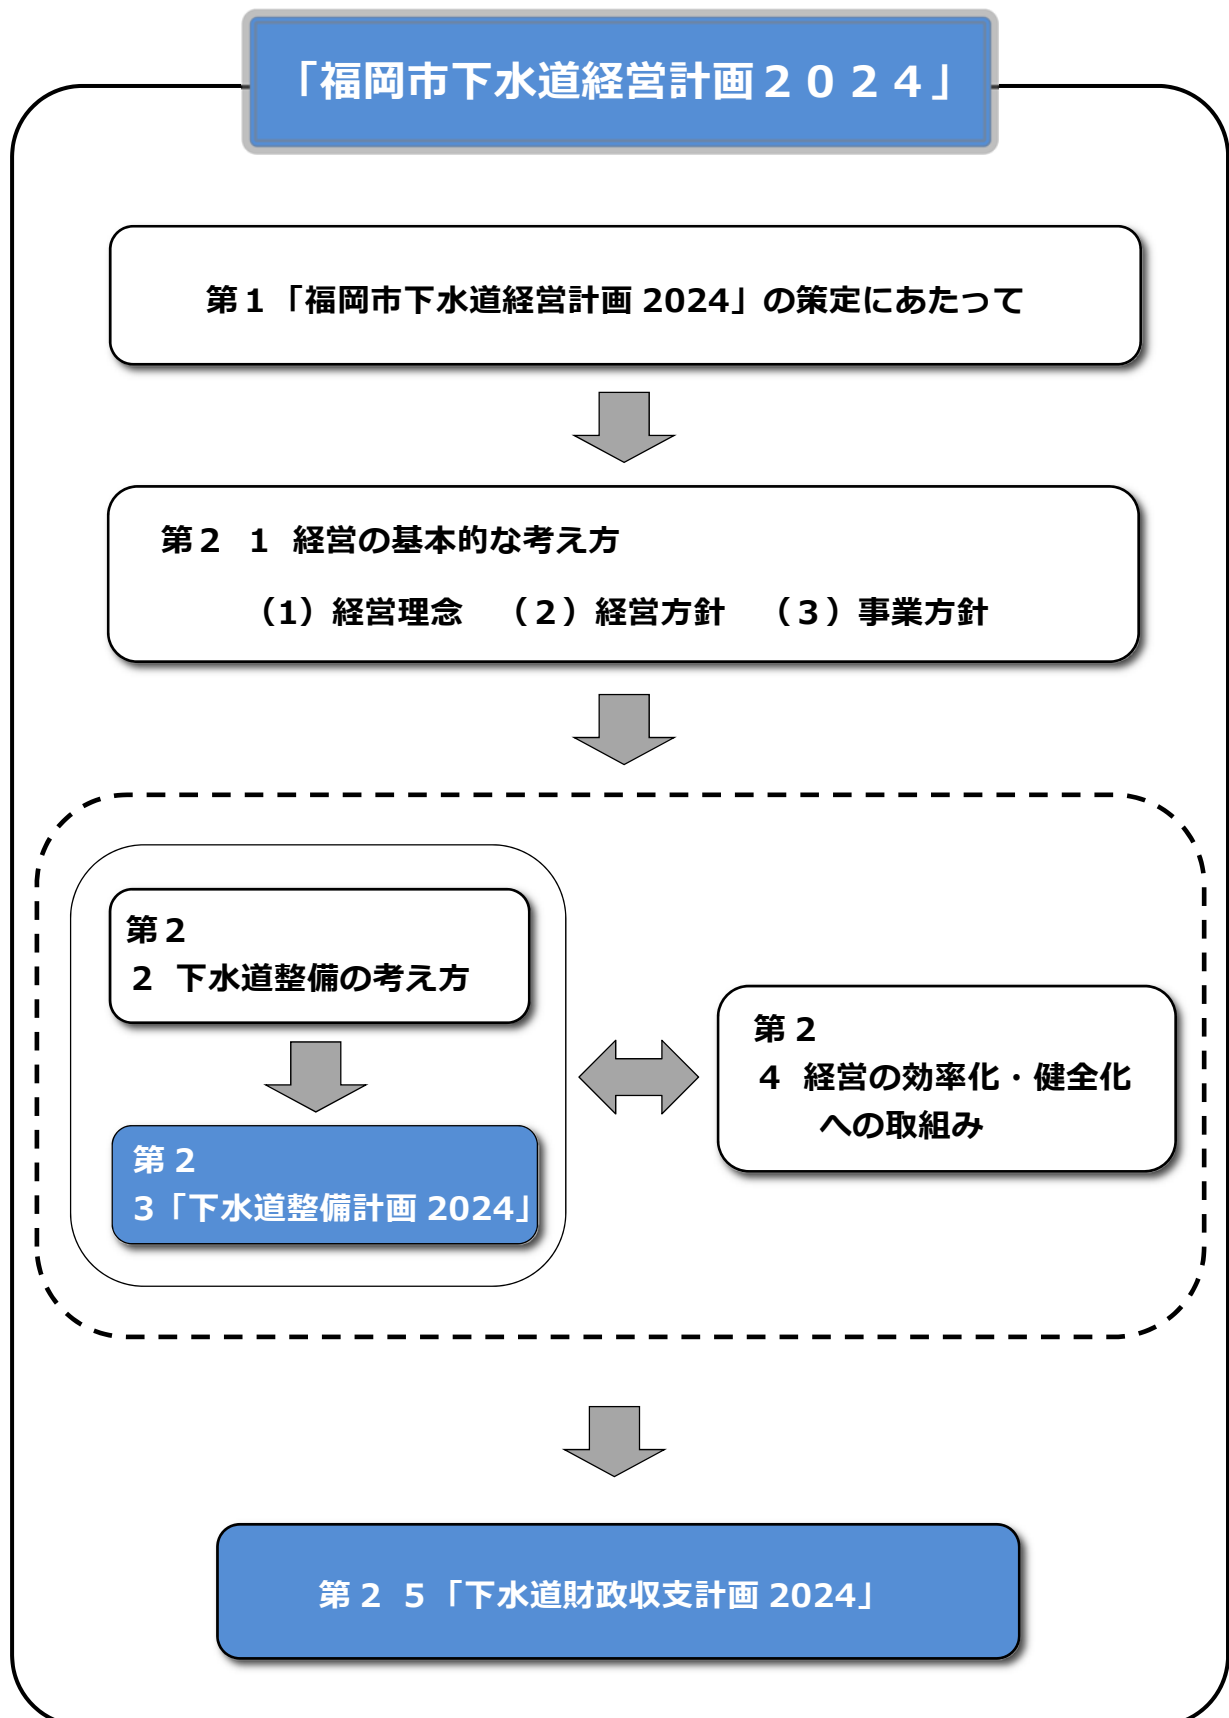 「福岡市下水道経営計画２０２４」
第１「福岡市下水道経営計画 2024」の策定にあたって
第２ １ 経営の基本的な考え方
（1）経営理念 （２）経営方針 （３）事業方針
第２
２ 下水道整備の考え方
第２
３「下水道整備計画 2024」
第２
４ 経営の効率化・健全化
への取組み
第２ ５「下水道財政収支計画 2024」